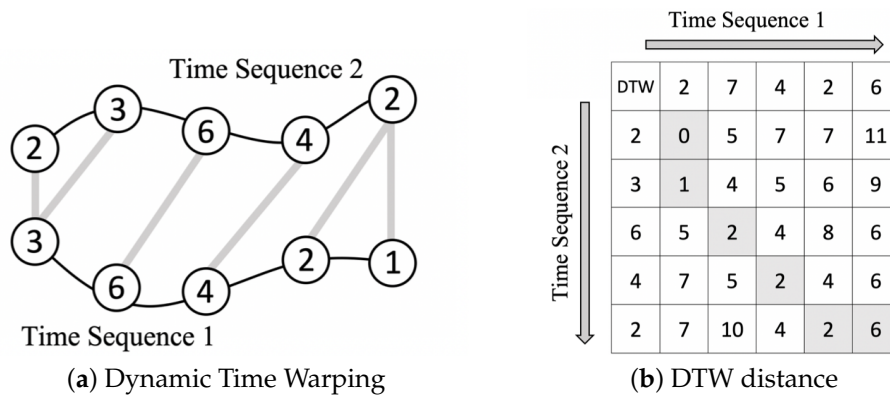 Time Sequence 2
2 3 6 4 2
3 6 4 2 1
Time Sequence 1
(a) Dynamic Time Warping
Time Sequence 1
Time Sequence 2
DTW 2 7 4 2 6
2 0 5 7 7 11
3 1 4 5 6 9
6 5 2 4 8 6
4 7 5 2 4 6
2 7 10 4 2 6
(b) DTW distance